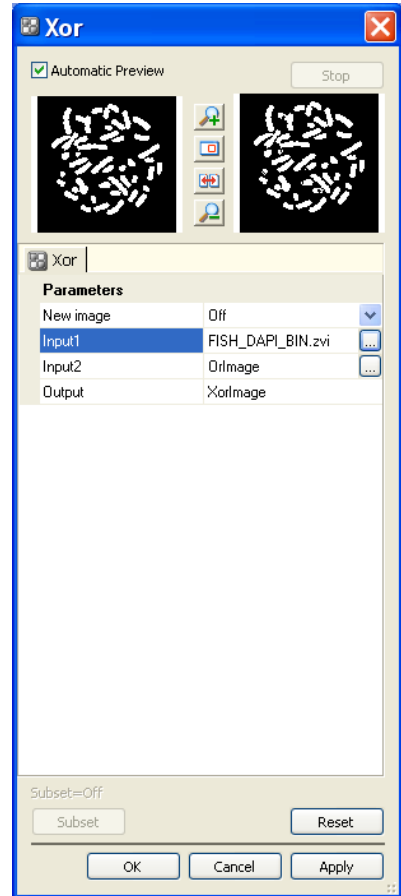 Xor
Automatic Preview
Stop
Xor
Parameters
New image Off
Input1 FISH_DAPI_BIN.zvi ...
Input2 OrImage ...
Output XorImage
Subset=Off
Subset Reset
OK Cancel Apply